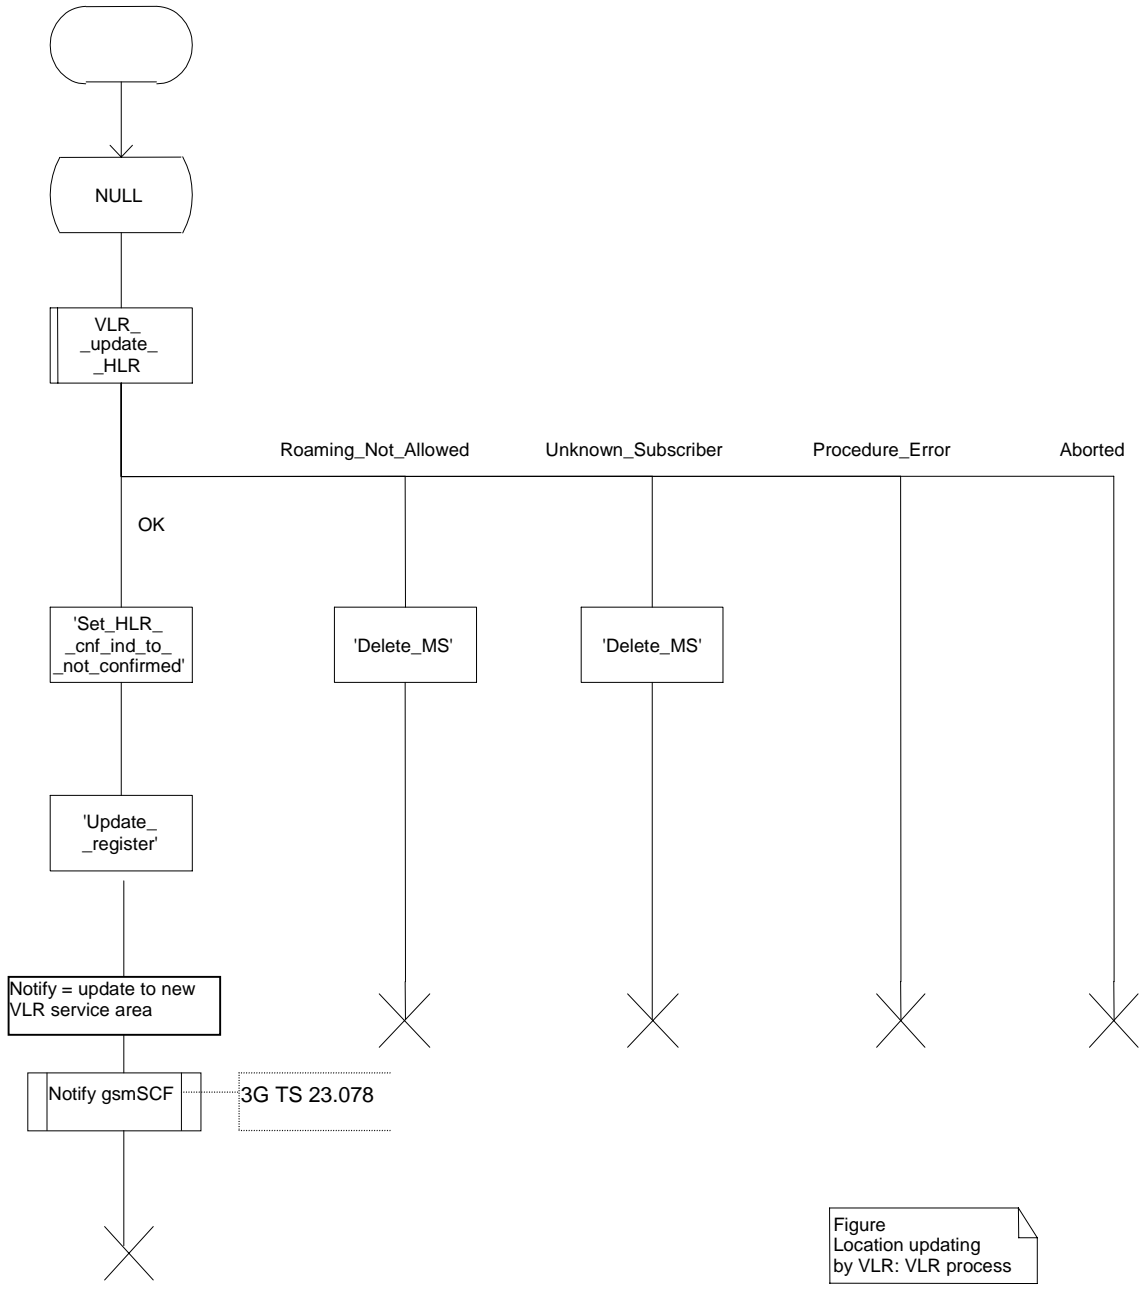 NULL
VLR_
_update_
_HLR
Roaming_Not_Allowed
Unknown_Subscriber
Procedure_Error
Aborted
OK
'Set_HLR_
_cnf_ind_to_
_not_confirmed'
'Delete_MS'
'Delete_MS'
'Update_
_register'
Notify = update to new
VLR service area
Notify gsmSCF
3G TS 23.078
Figure
Location updating
by VLR: VLR process